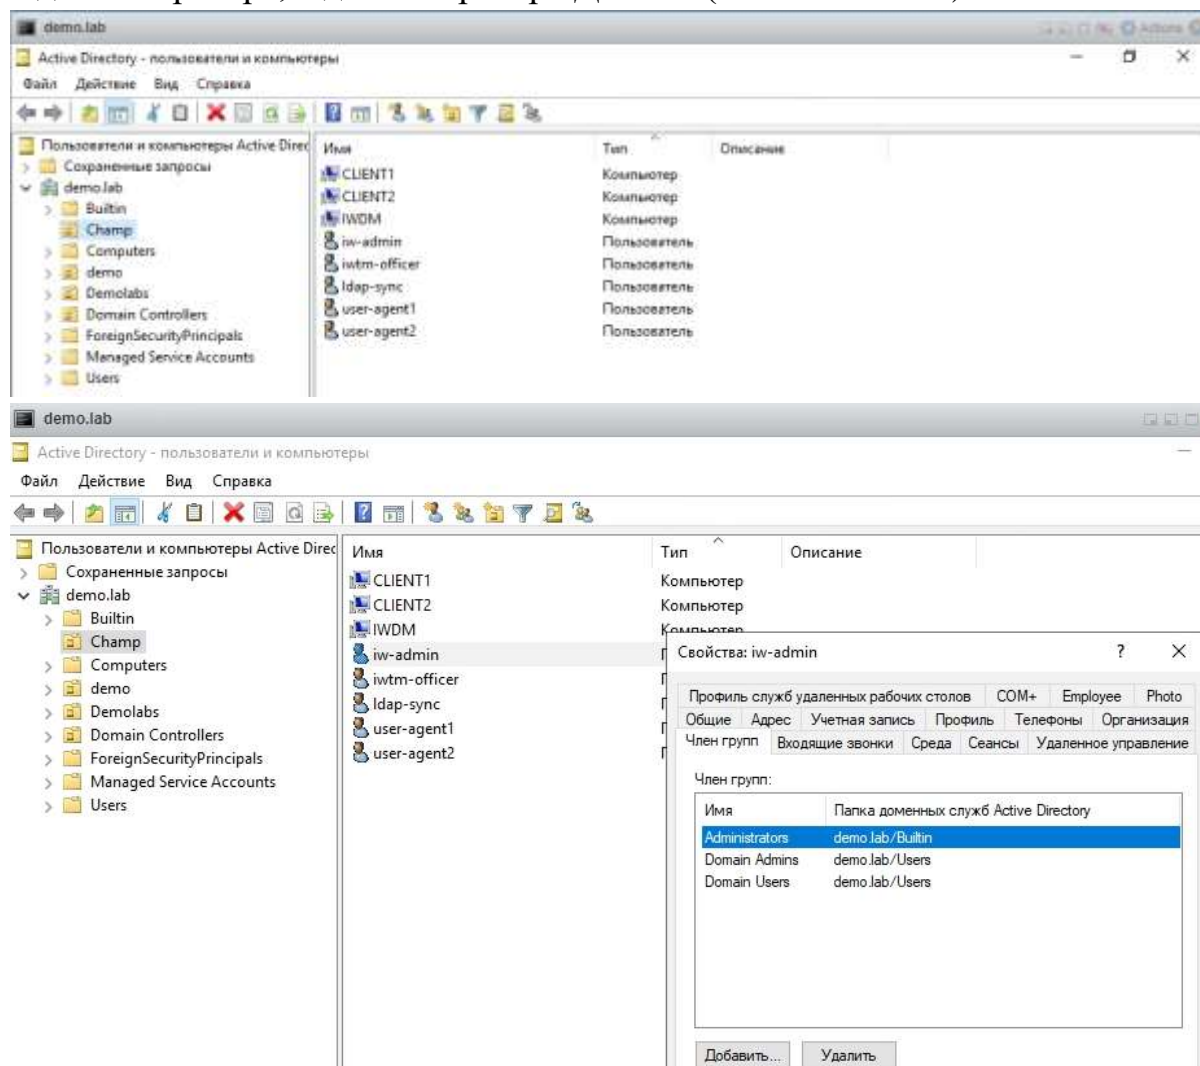 demo.lab
Actions
Active Directory - пользователи и компьютеры
Файл Действие Вид Справка
Пользователи и компьютеры Active Direc
Имя Тип Описание
Сохраненные запросы
demo.lab
Builtin
Champ
Computers
demo
Demolabs
Domain Controllers
ForeignSecurityPrincipals
Managed Service Accounts
Users
CLIENT1 Компьютер
CLIENT2 Компьютер
IWDM Компьютер
iw-admin Пользователь
iwtm-officer Пользователь
ldap-sync Пользователь
user-agent1 Пользователь
user-agent2 Пользователь
demo.lab
Active Directory - пользователи и компьютеры
Файл Действие Вид Справка
Пользователи и компьютеры Active Direc
Сохраненные запросы
demo.lab
Builtin
Champ
Computers
demo
Demolabs
Domain Controllers
ForeignSecurityPrincipals
Managed Service Accounts
Users
Имя Тип Описание
CLIENT1 Компьютер
CLIENT2 Компьютер
IWDM Компьютер
iw-admin
iwtm-officer
ldap-sync
user-agent1
user-agent2
Свойства: iw-admin ?
Профиль служб удаленных рабочих столов COM+ Employee Photo
Общие Адрес Учетная запись Профиль Телефоны Организация
Член групп Входящие звонки Среда Сеансы Удаленное управление
Член групп:
Имя Папка доменных служб Active Directory
Administrators demo.lab/Builtin
Domain Admins demo.lab/Users
Domain Users demo.lab/Users
Добавить... Удалить